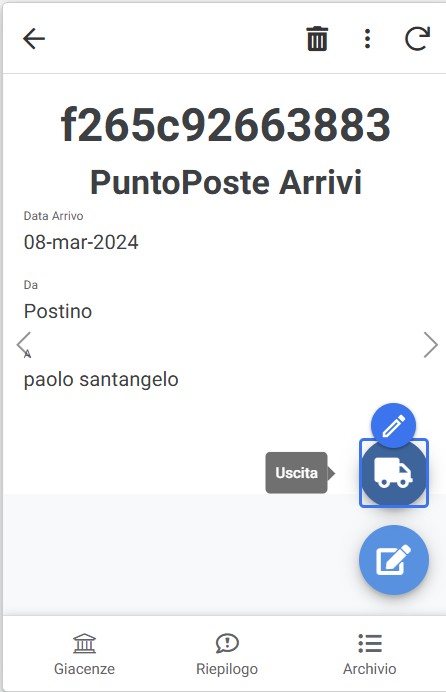 f265c92663883
PuntoPoste Arrivi
Data Arrivo
08-mar-2024
Da
Postino
A
paolo santangelo
Uscita
Giacenze
Riepilogo
Archivio